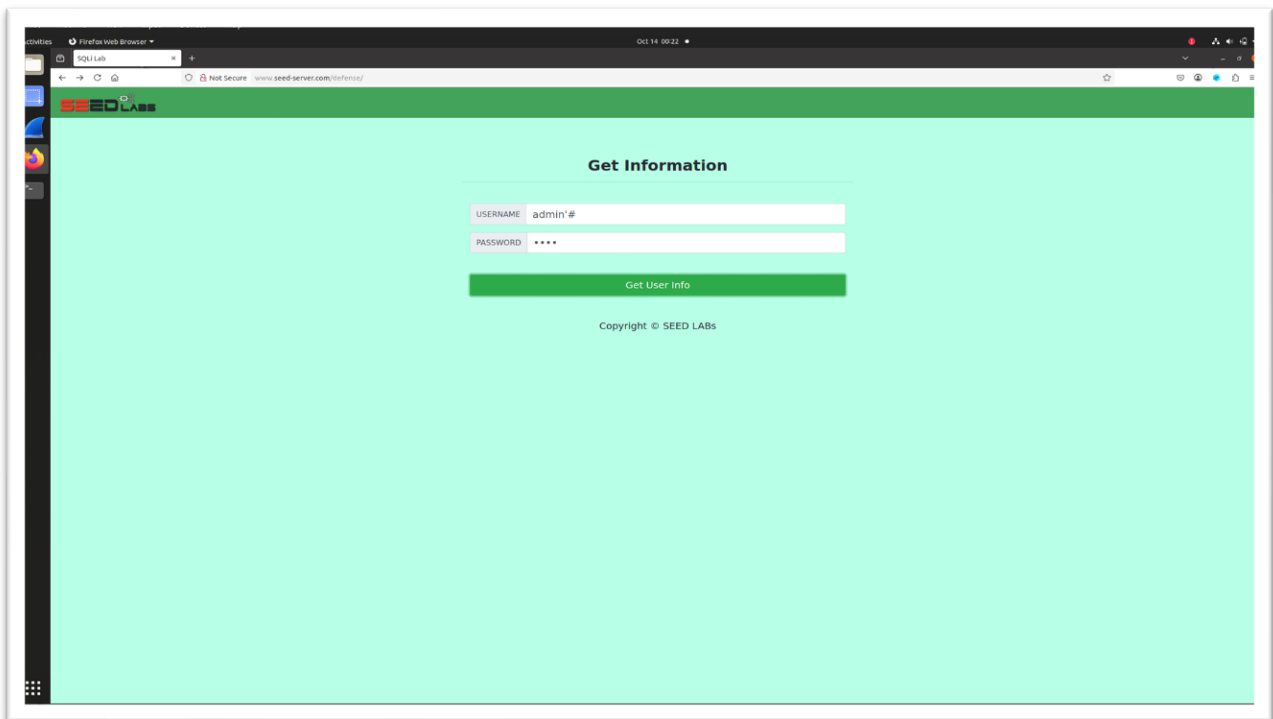 Activities Firefox Web Browser Oct 14 09:22
SQLi Lab × +
Not Secure www.seed-server.com/defense/
SEED LABS
Get Information
USERNAME admin'#
PASSWORD ••••
Get User Info
Copyright © SEED LABs